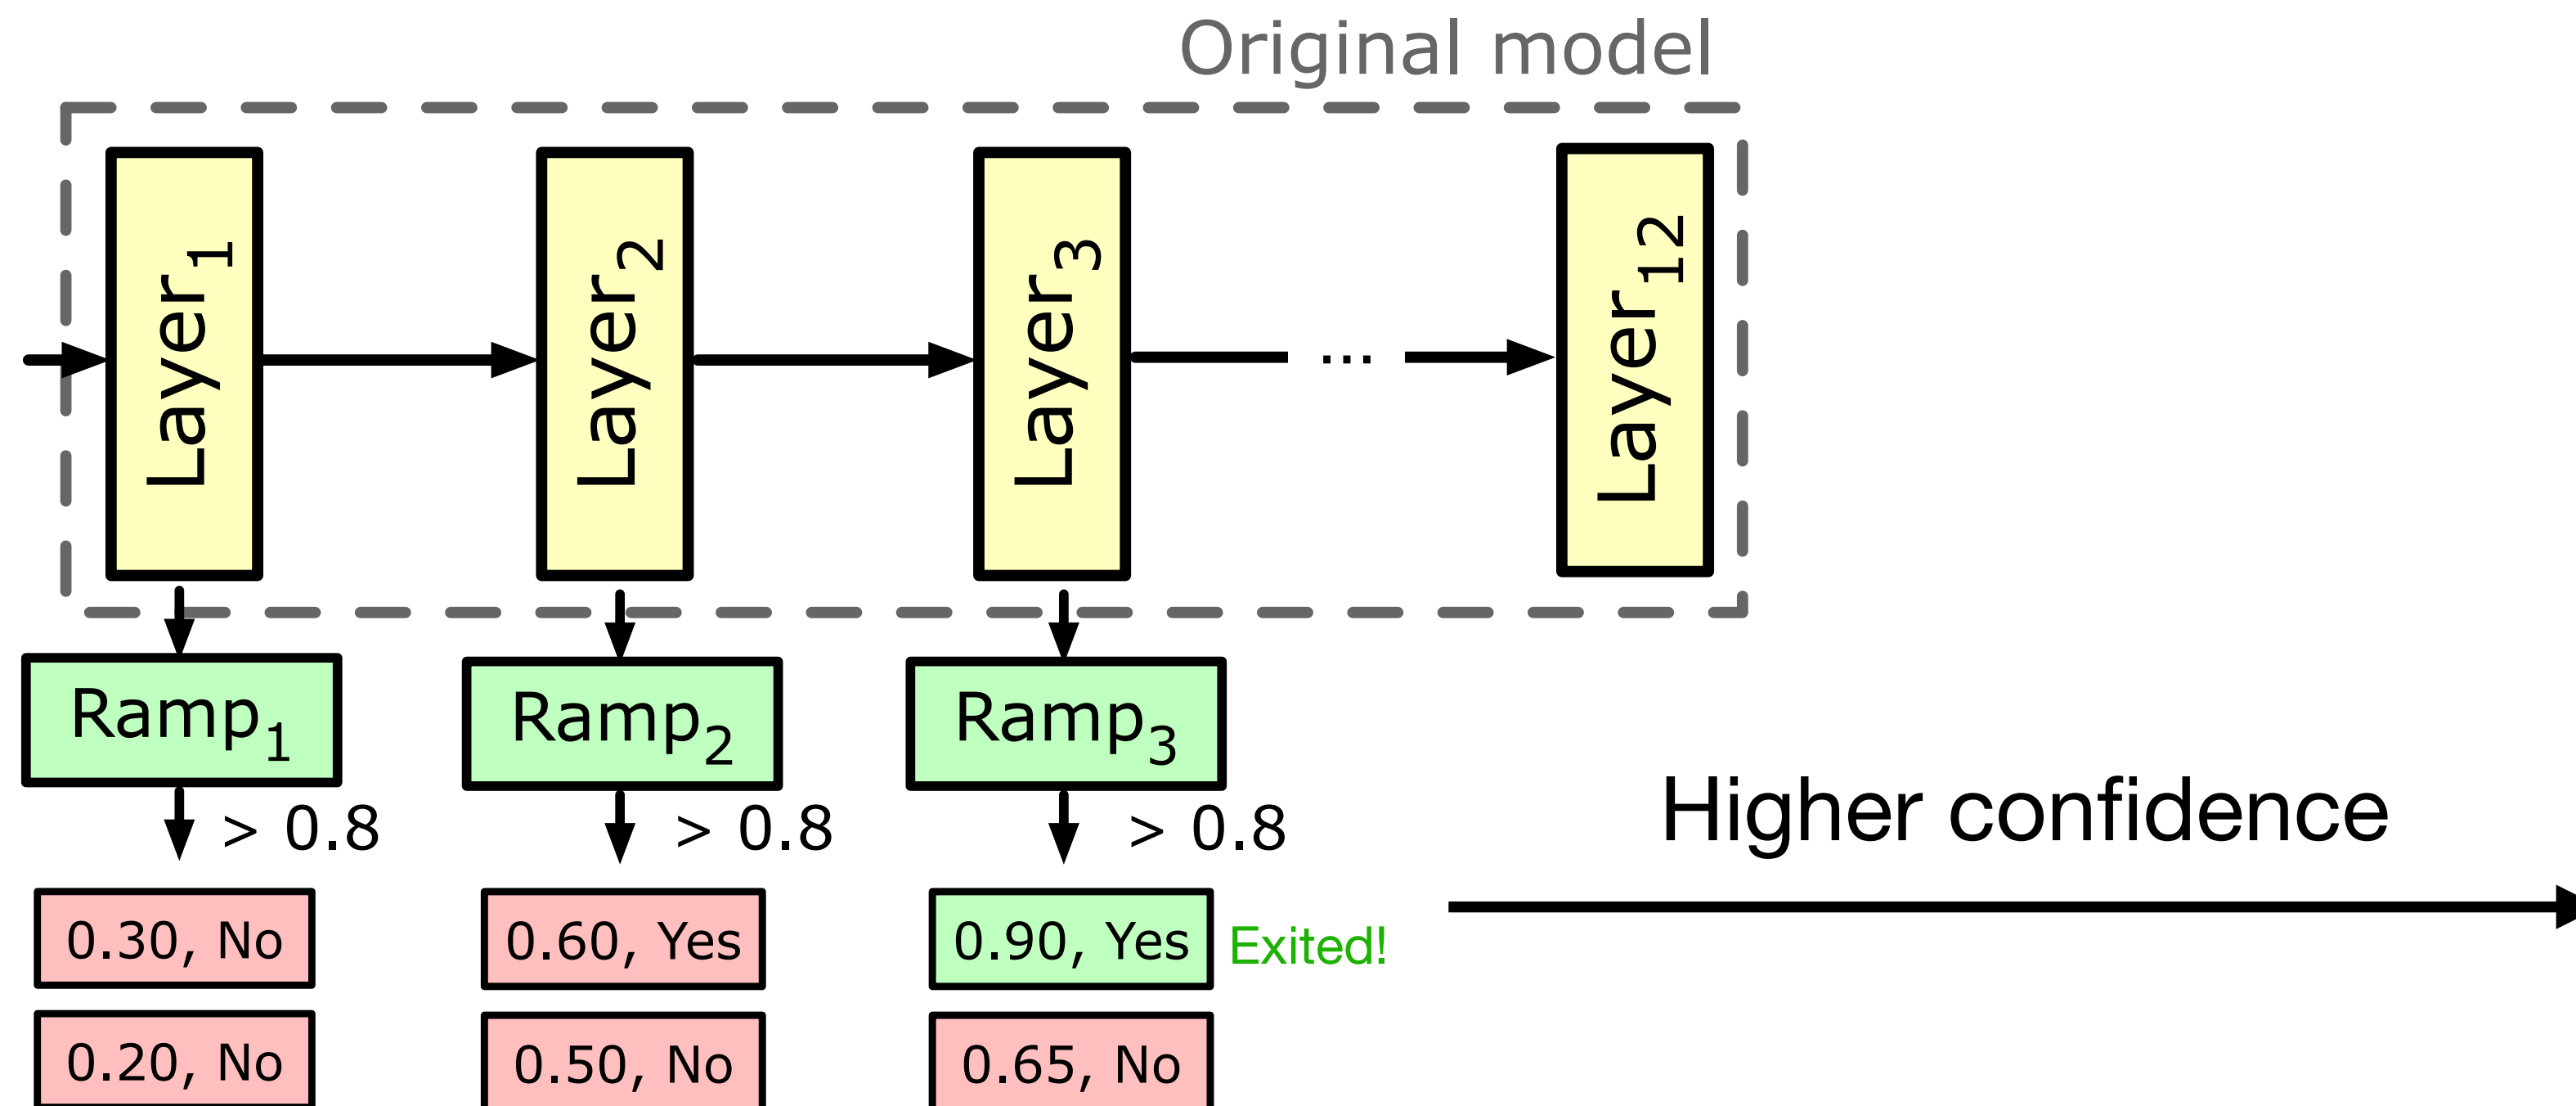 Original model
Layer1
Layer2
Layer3
...
Layer12
Ramp1
Ramp2
Ramp3
> 0.8
> 0.8
> 0.8
Higher confidence
0.30, No
0.60, Yes
0.90, Yes
Exited!
0.20, No
0.50, No
0.65, No